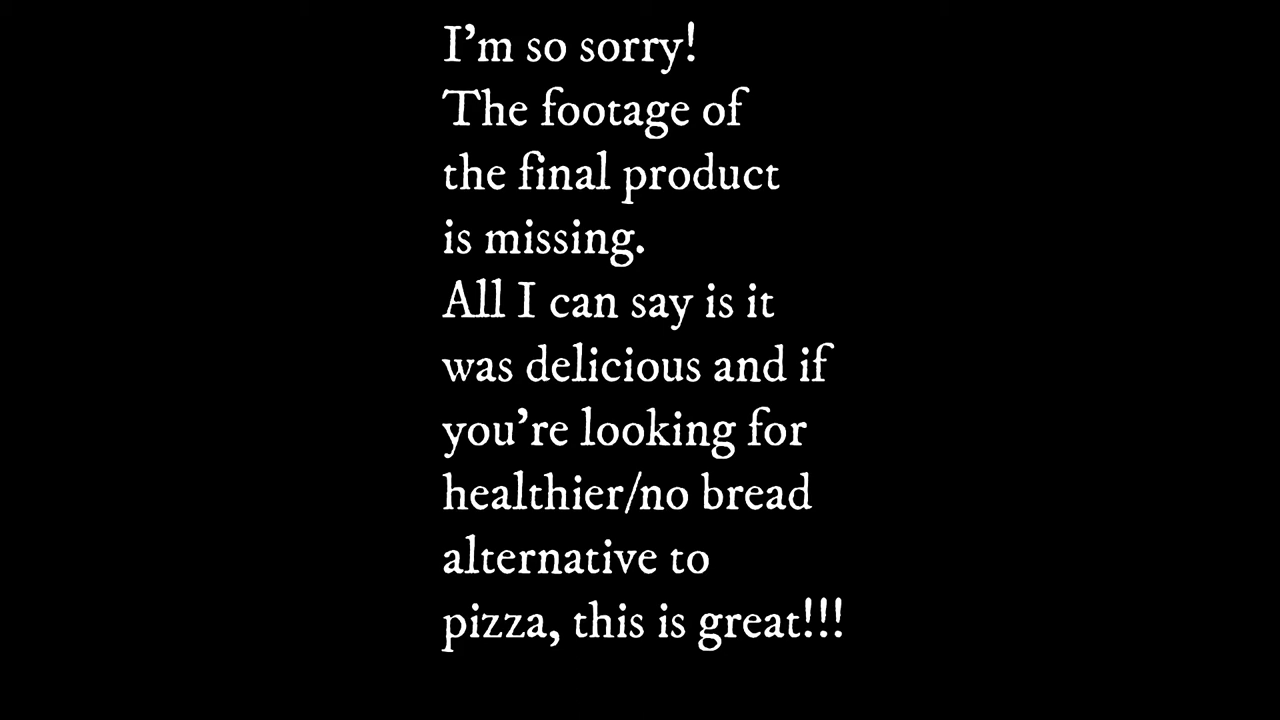 I'm so sorry!
The footage of
the final product
is missing.
All I can say is it
was delicious and if
you're looking for
healthier/no bread
alternative to
pizza, this is great!!!